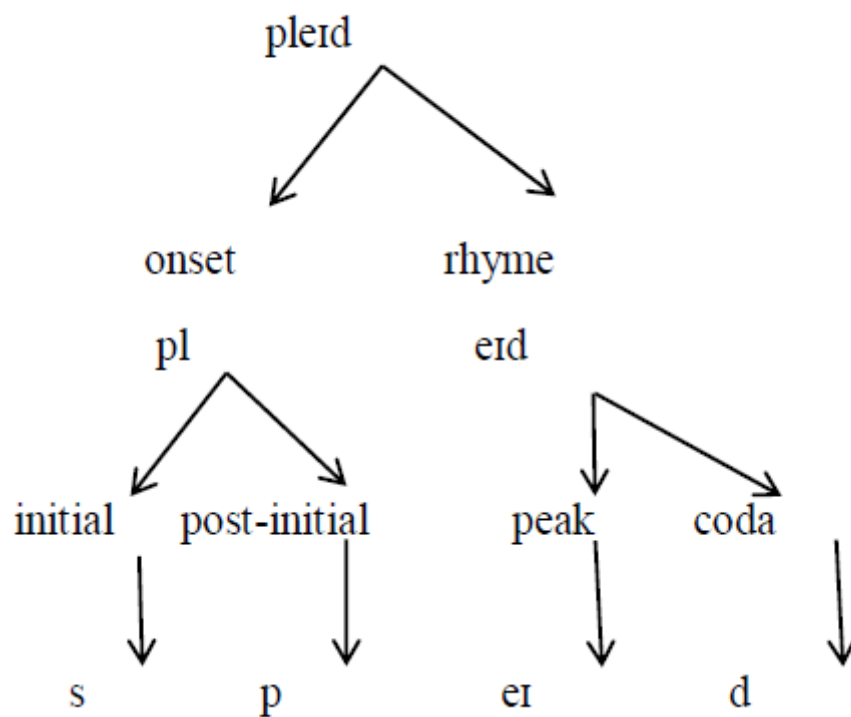 pleɪd
onset rhyme
pl eɪd
initial post-initial peak coda
s p eɪ d